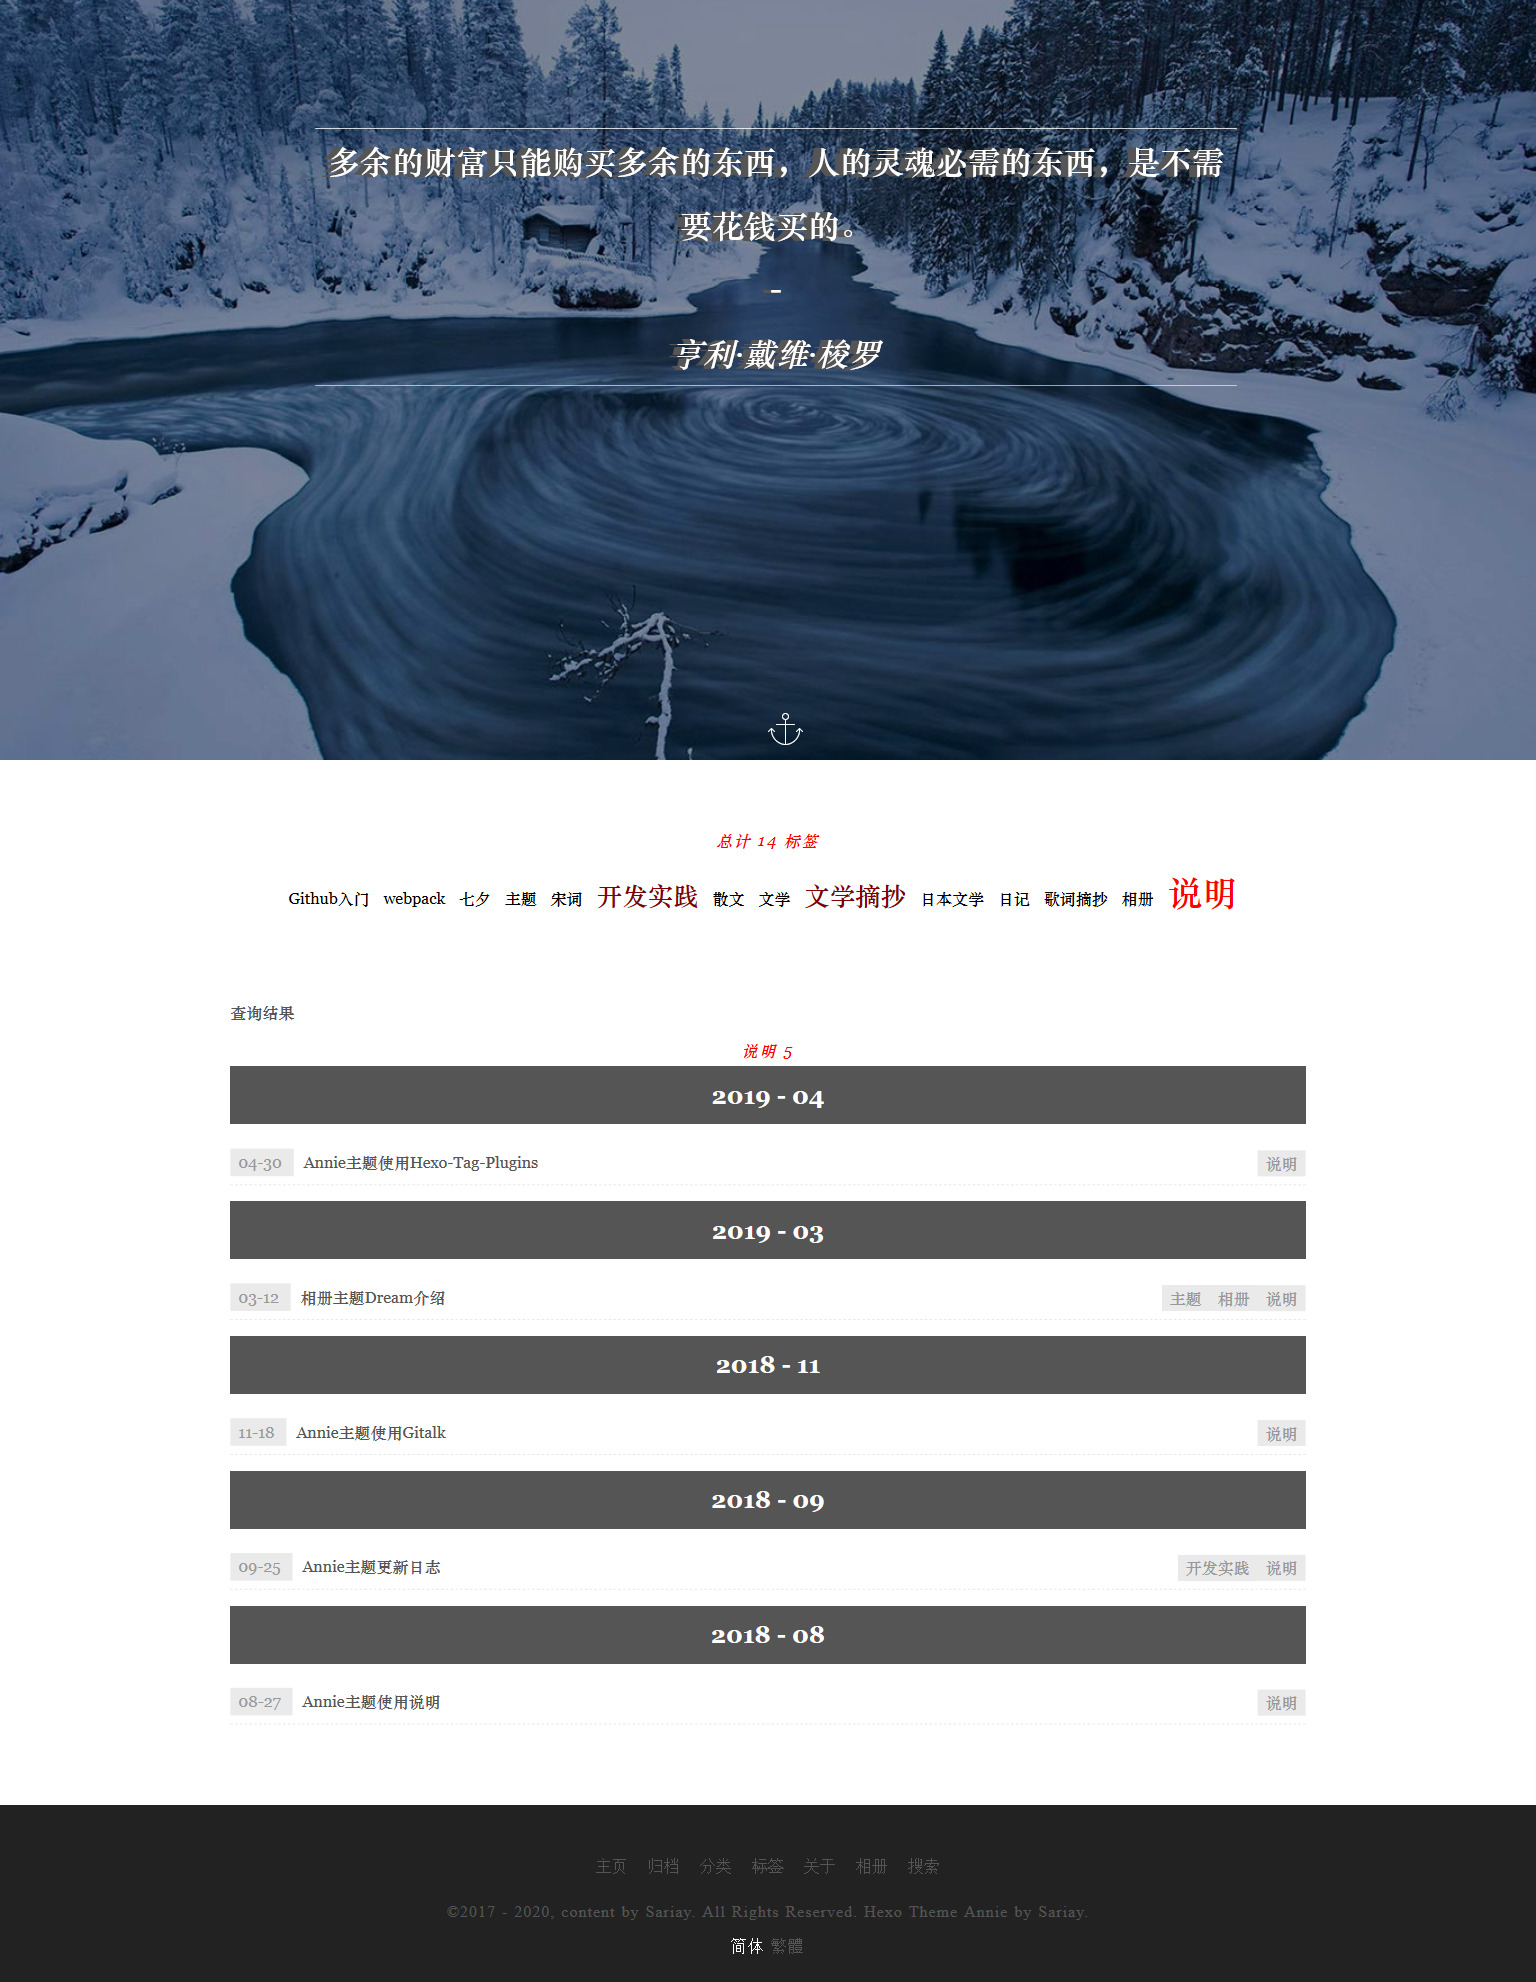 多余的财富只能购买多余的东西，人的灵魂必需的东西，是不需
要花钱买的。
-
亨利·戴维·梭罗
总计 14 标签
Github入门 webpack 七夕 主题 宋词 开发实践 散文 文学 文学摘抄 日本文学 日记 歌词摘抄 相册 说明
查询结果
说明 5
2019 - 04
04-30 Annie主题使用Hexo-Tag-Plugins 说明
2019 - 03
03-12 相册主题Dream介绍 主题 相册 说明
2018 - 11
11-18 Annie主题使用Gitalk 说明
2018 - 09
09-25 Annie主题更新日志 开发实践 说明
2018 - 08
08-27 Annie主题使用说明 说明
主页 归档 分类 标签 关于 相册 搜索
©2017 - 2020, content by Sariay. All Rights Reserved. Hexo Theme Annie by Sariay.
简体 繁體